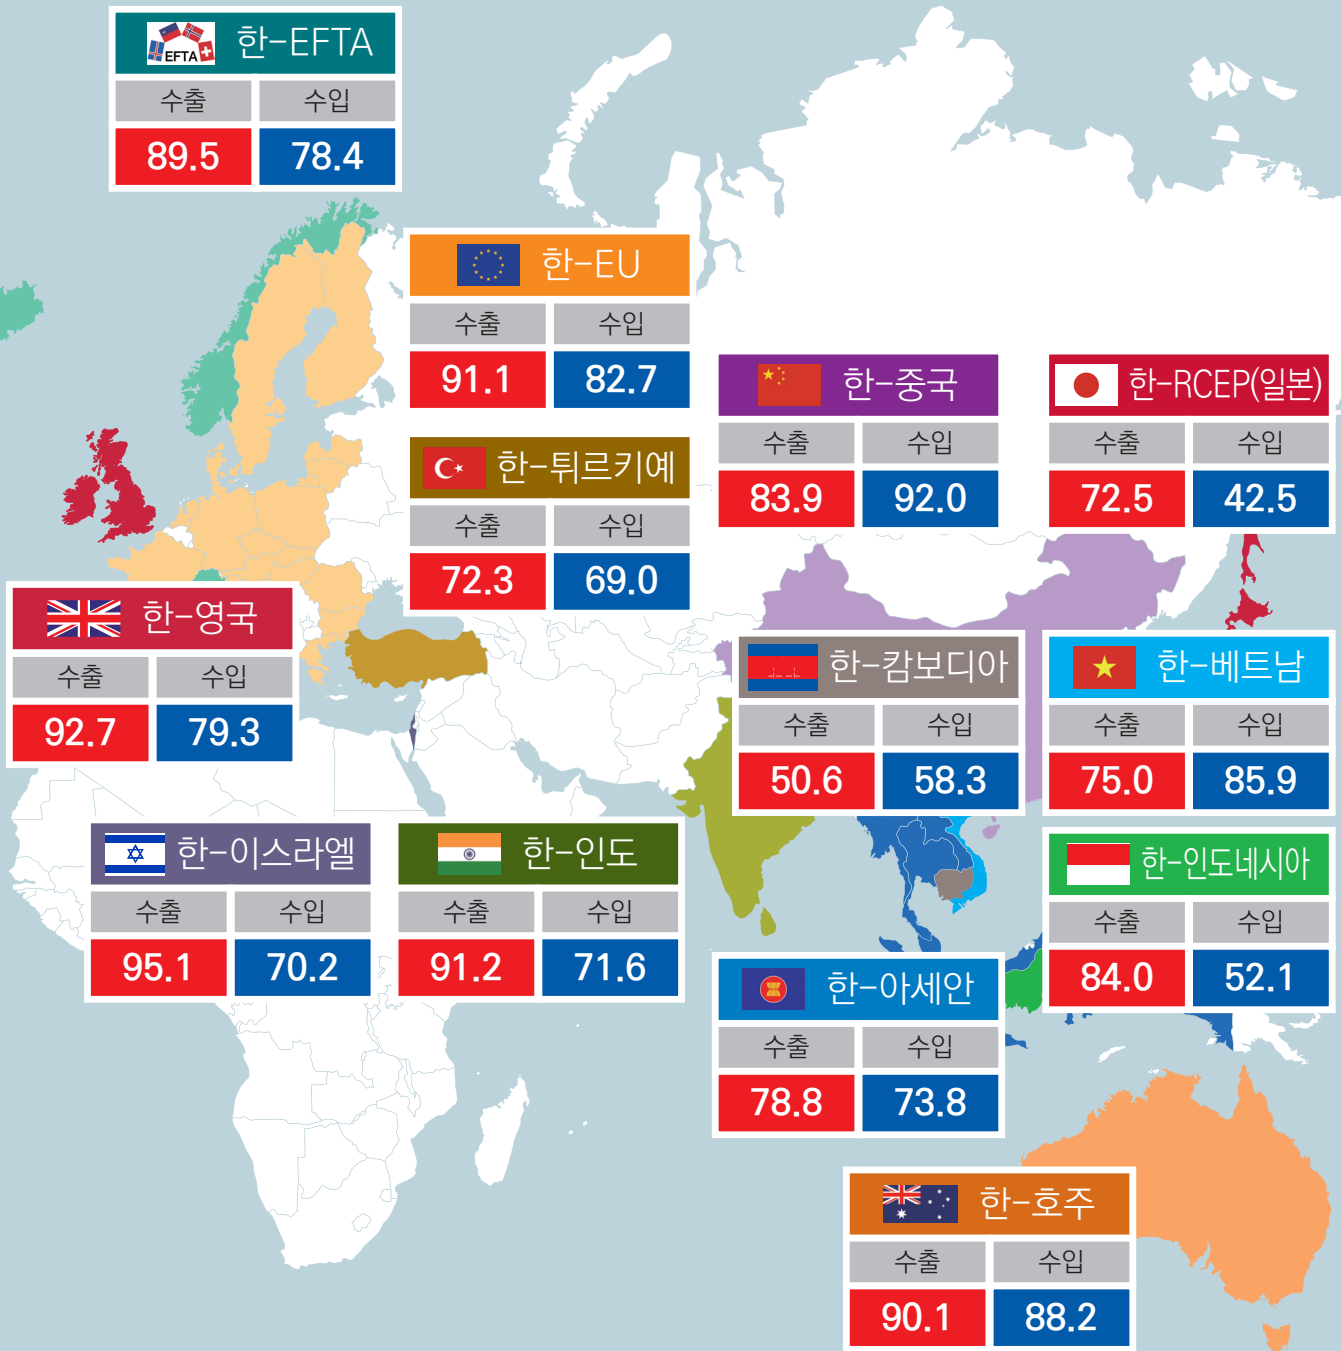 EFTA 한-EFTA
수출 수입
89.5 78.4
한-EU
수출 수입
91.1 82.7
한-중국
수출 수입
83.9 92.0
한-RCEP(일본)
수출 수입
72.5 42.5
한-튀르키예
수출 수입
72.3 69.0
한-영국
수출 수입
92.7 79.3
한-캄보디아
수출 수입
50.6 58.3
한-베트남
수출 수입
75.0 85.9
한-이스라엘
수출 수입
95.1 70.2
한-인도
수출 수입
91.2 71.6
한-인도네시아
수출 수입
84.0 52.1
한-아세안
수출 수입
78.8 73.8
한-호주
수출 수입
90.1 88.2